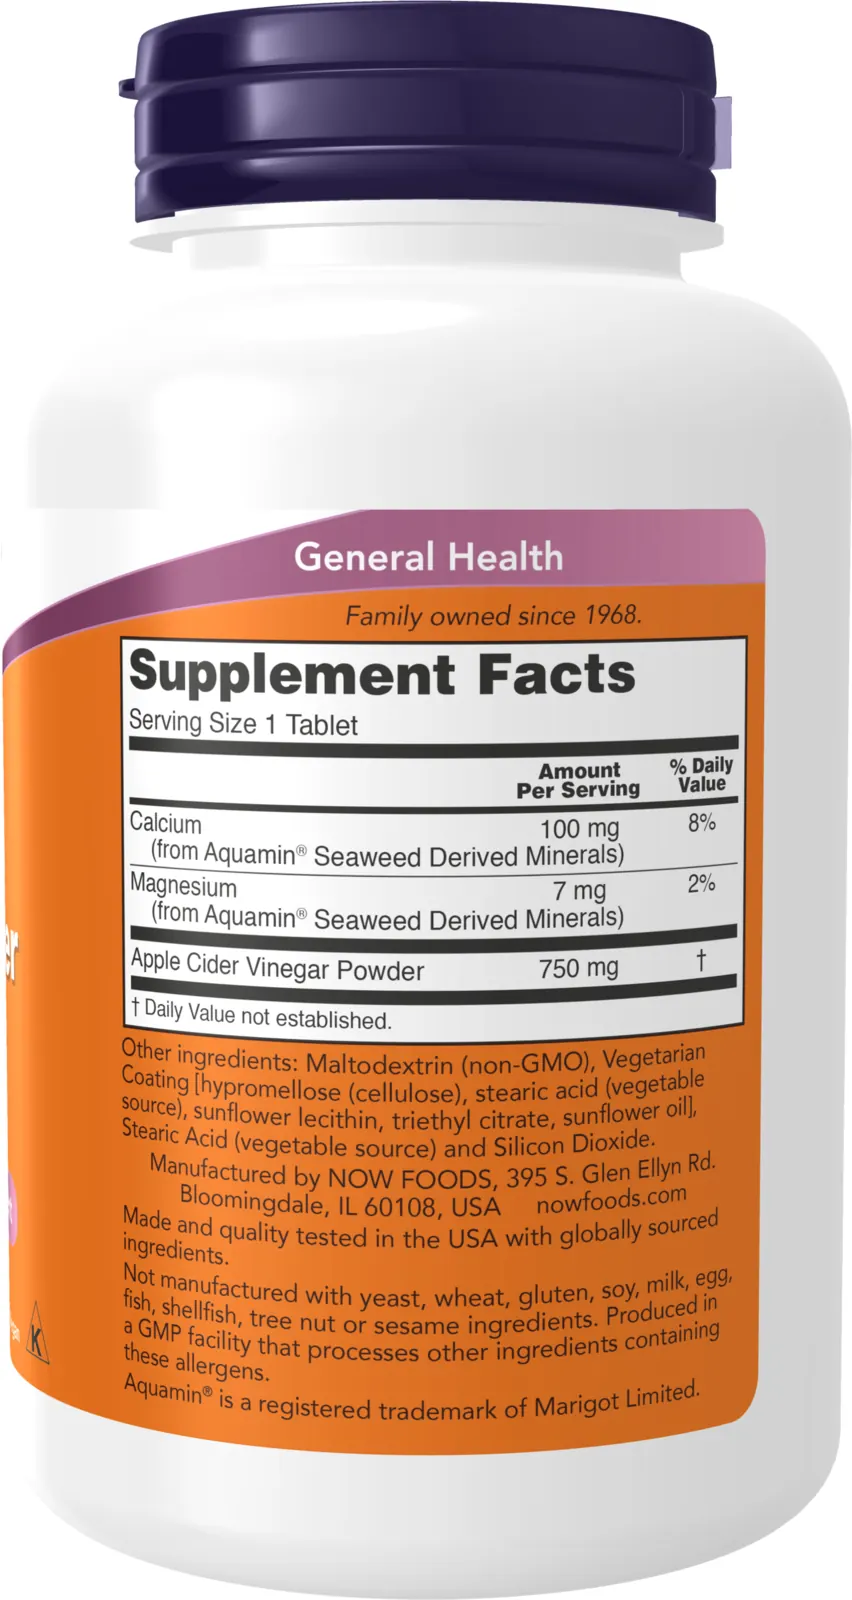 General Health
Family owned since 1968.
Supplement Facts
Serving Size 1 Tablet
Amount
Per Serving
% Daily
Value
Calcium 100 mg 8%
(from Aquamin® Seaweed Derived Minerals)
Magnesium 7 mg 2%
(from Aquamin® Seaweed Derived Minerals)
Apple Cider Vinegar Powder 750 mg †
† Daily Value not established.
Other ingredients: Maltodextrin (non-GMO), Vegetarian
Coating [hypromellose (cellulose), stearic acid (vegetable
source), sunflower lecithin, triethyl citrate, sunflower oil],
Stearic Acid (vegetable source) and Silicon Dioxide.
Manufactured by NOW FOODS, 395 S. Glen Ellyn Rd.
Bloomingdale, IL 60108, USA nowfoods.com
Made and quality tested in the USA with globally sourced
ingredients.
Not manufactured with yeast, wheat, gluten, soy, milk, egg,
fish, shellfish, tree nut or sesame ingredients. Produced in
a GMP facility that processes other ingredients containing
these allergens.
Aquamin® is a registered trademark of Marigot Limited.
K